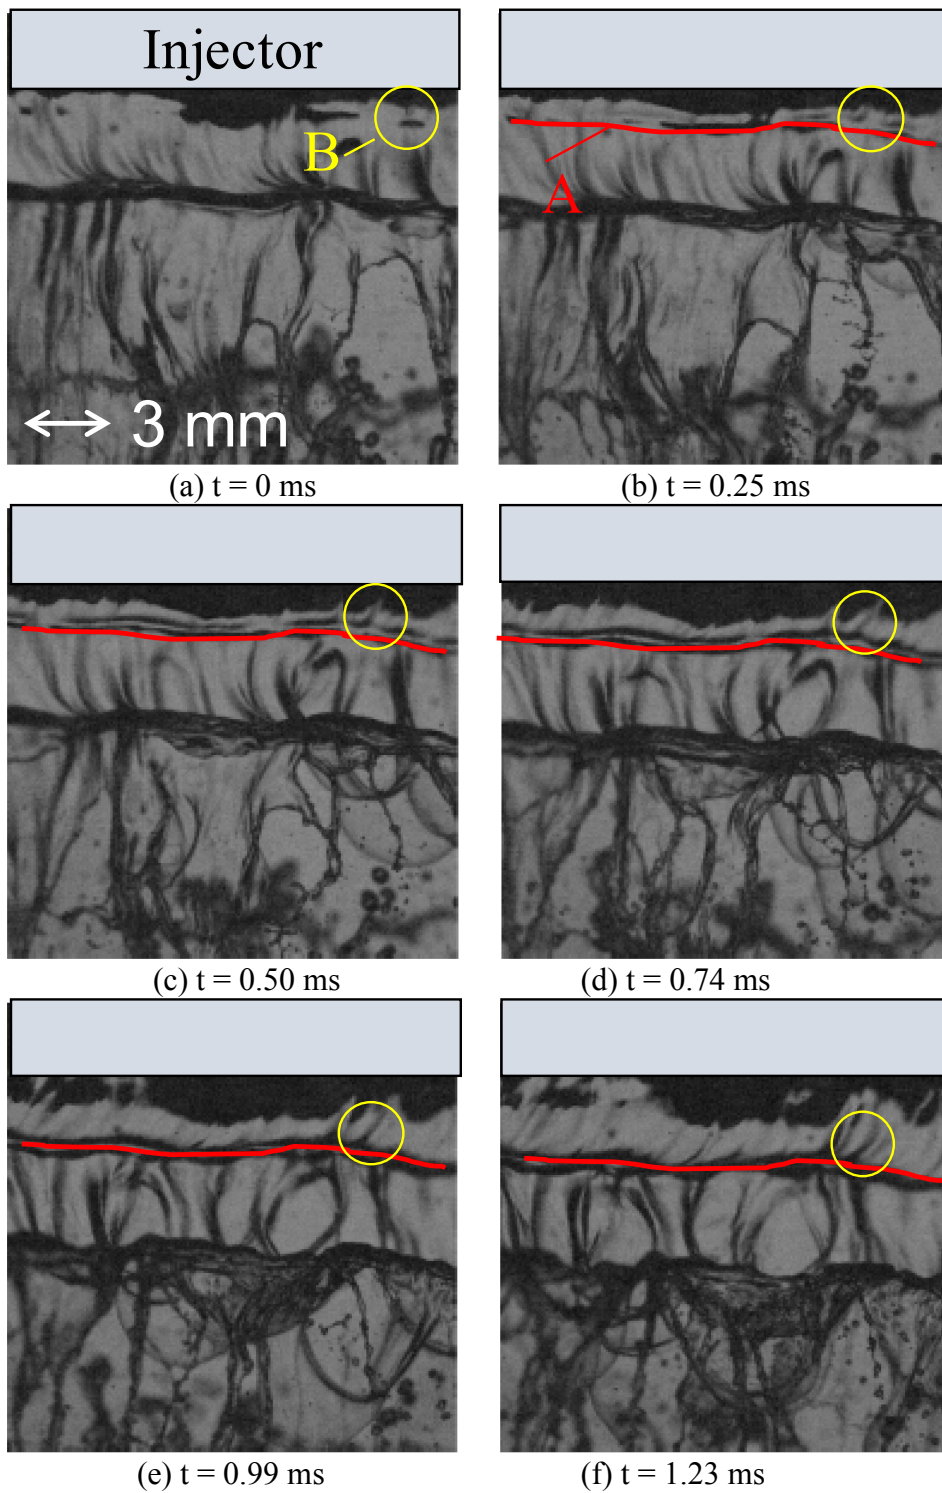 Injector
B
A
3 mm
(a) t = 0 ms
(b) t = 0.25 ms
(c) t = 0.50 ms
(d) t = 0.74 ms
(e) t = 0.99 ms
(f) t = 1.23 ms